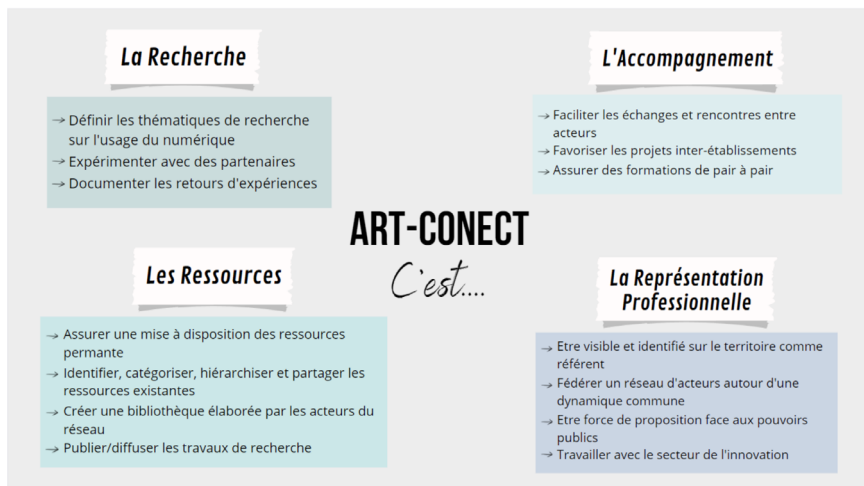 La Recherche
→ Définir les thématiques de recherche
sur l'usage du numérique
→ Expérimenter avec des partenaires
→ Documenter les retours d'expériences
L'Accompagnement
→ Faciliter les échanges et rencontres entre
acteurs
→ Favoriser les projets inter-établissements
→ Assurer des formations de pair à pair
ART-CONECT
C'est....
Les Ressources
→ Assurer une mise à disposition des ressources
permante
→ Identifier, catégoriser, hiérarchiser et partager les
ressources existantes
→ Créer une bibliothèque élaborée par les acteurs du
réseau
→ Publier/diffuser les travaux de recherche
La Représentation
Professionnelle
→ Etre visible et identifié sur le territoire comme
référent
→ Fédérer un réseau d'acteurs autour d'une
dynamique commune
→ Etre force de proposition face aux pouvoirs
publics
→ Travailler avec le secteur de l'innovation